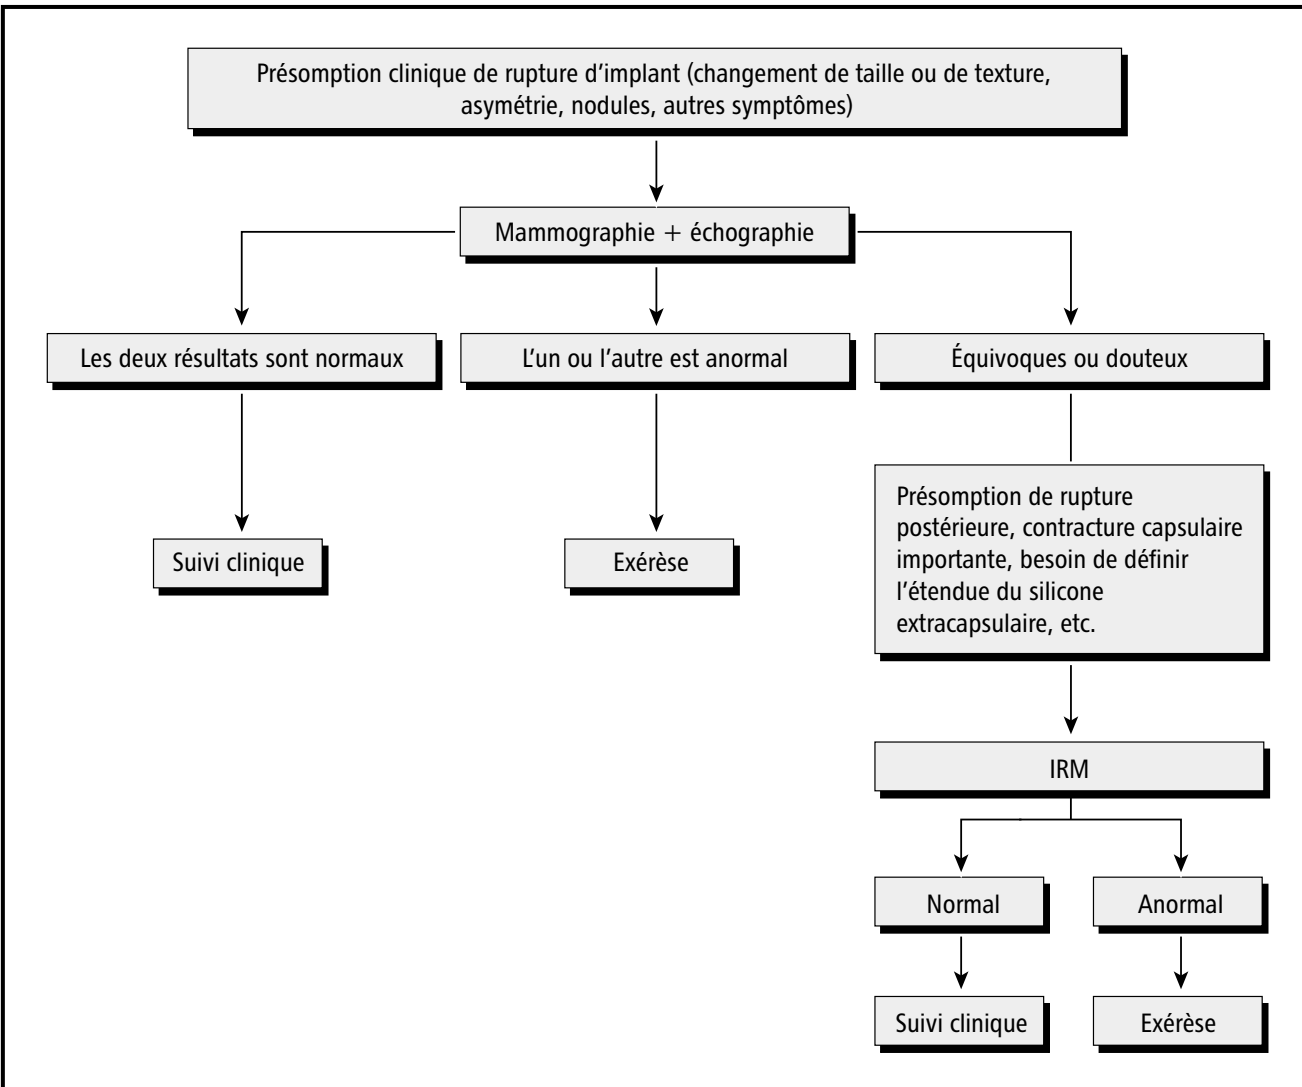 Présomption clinique de rupture d’implant (changement de taille ou de texture,
asymétrie, nodules, autres symptômes)
Mammographie + échographie
Les deux résultats sont normaux
L’un ou l’autre est anormal
Équivoques ou douteux
Suivi clinique
Exérèse
Présomption de rupture
postérieure, contracture capsulaire
importante, besoin de définir
l’étendue du silicone
extracapsulaire, etc.
IRM
Normal
Anormal
Suivi clinique
Exérèse